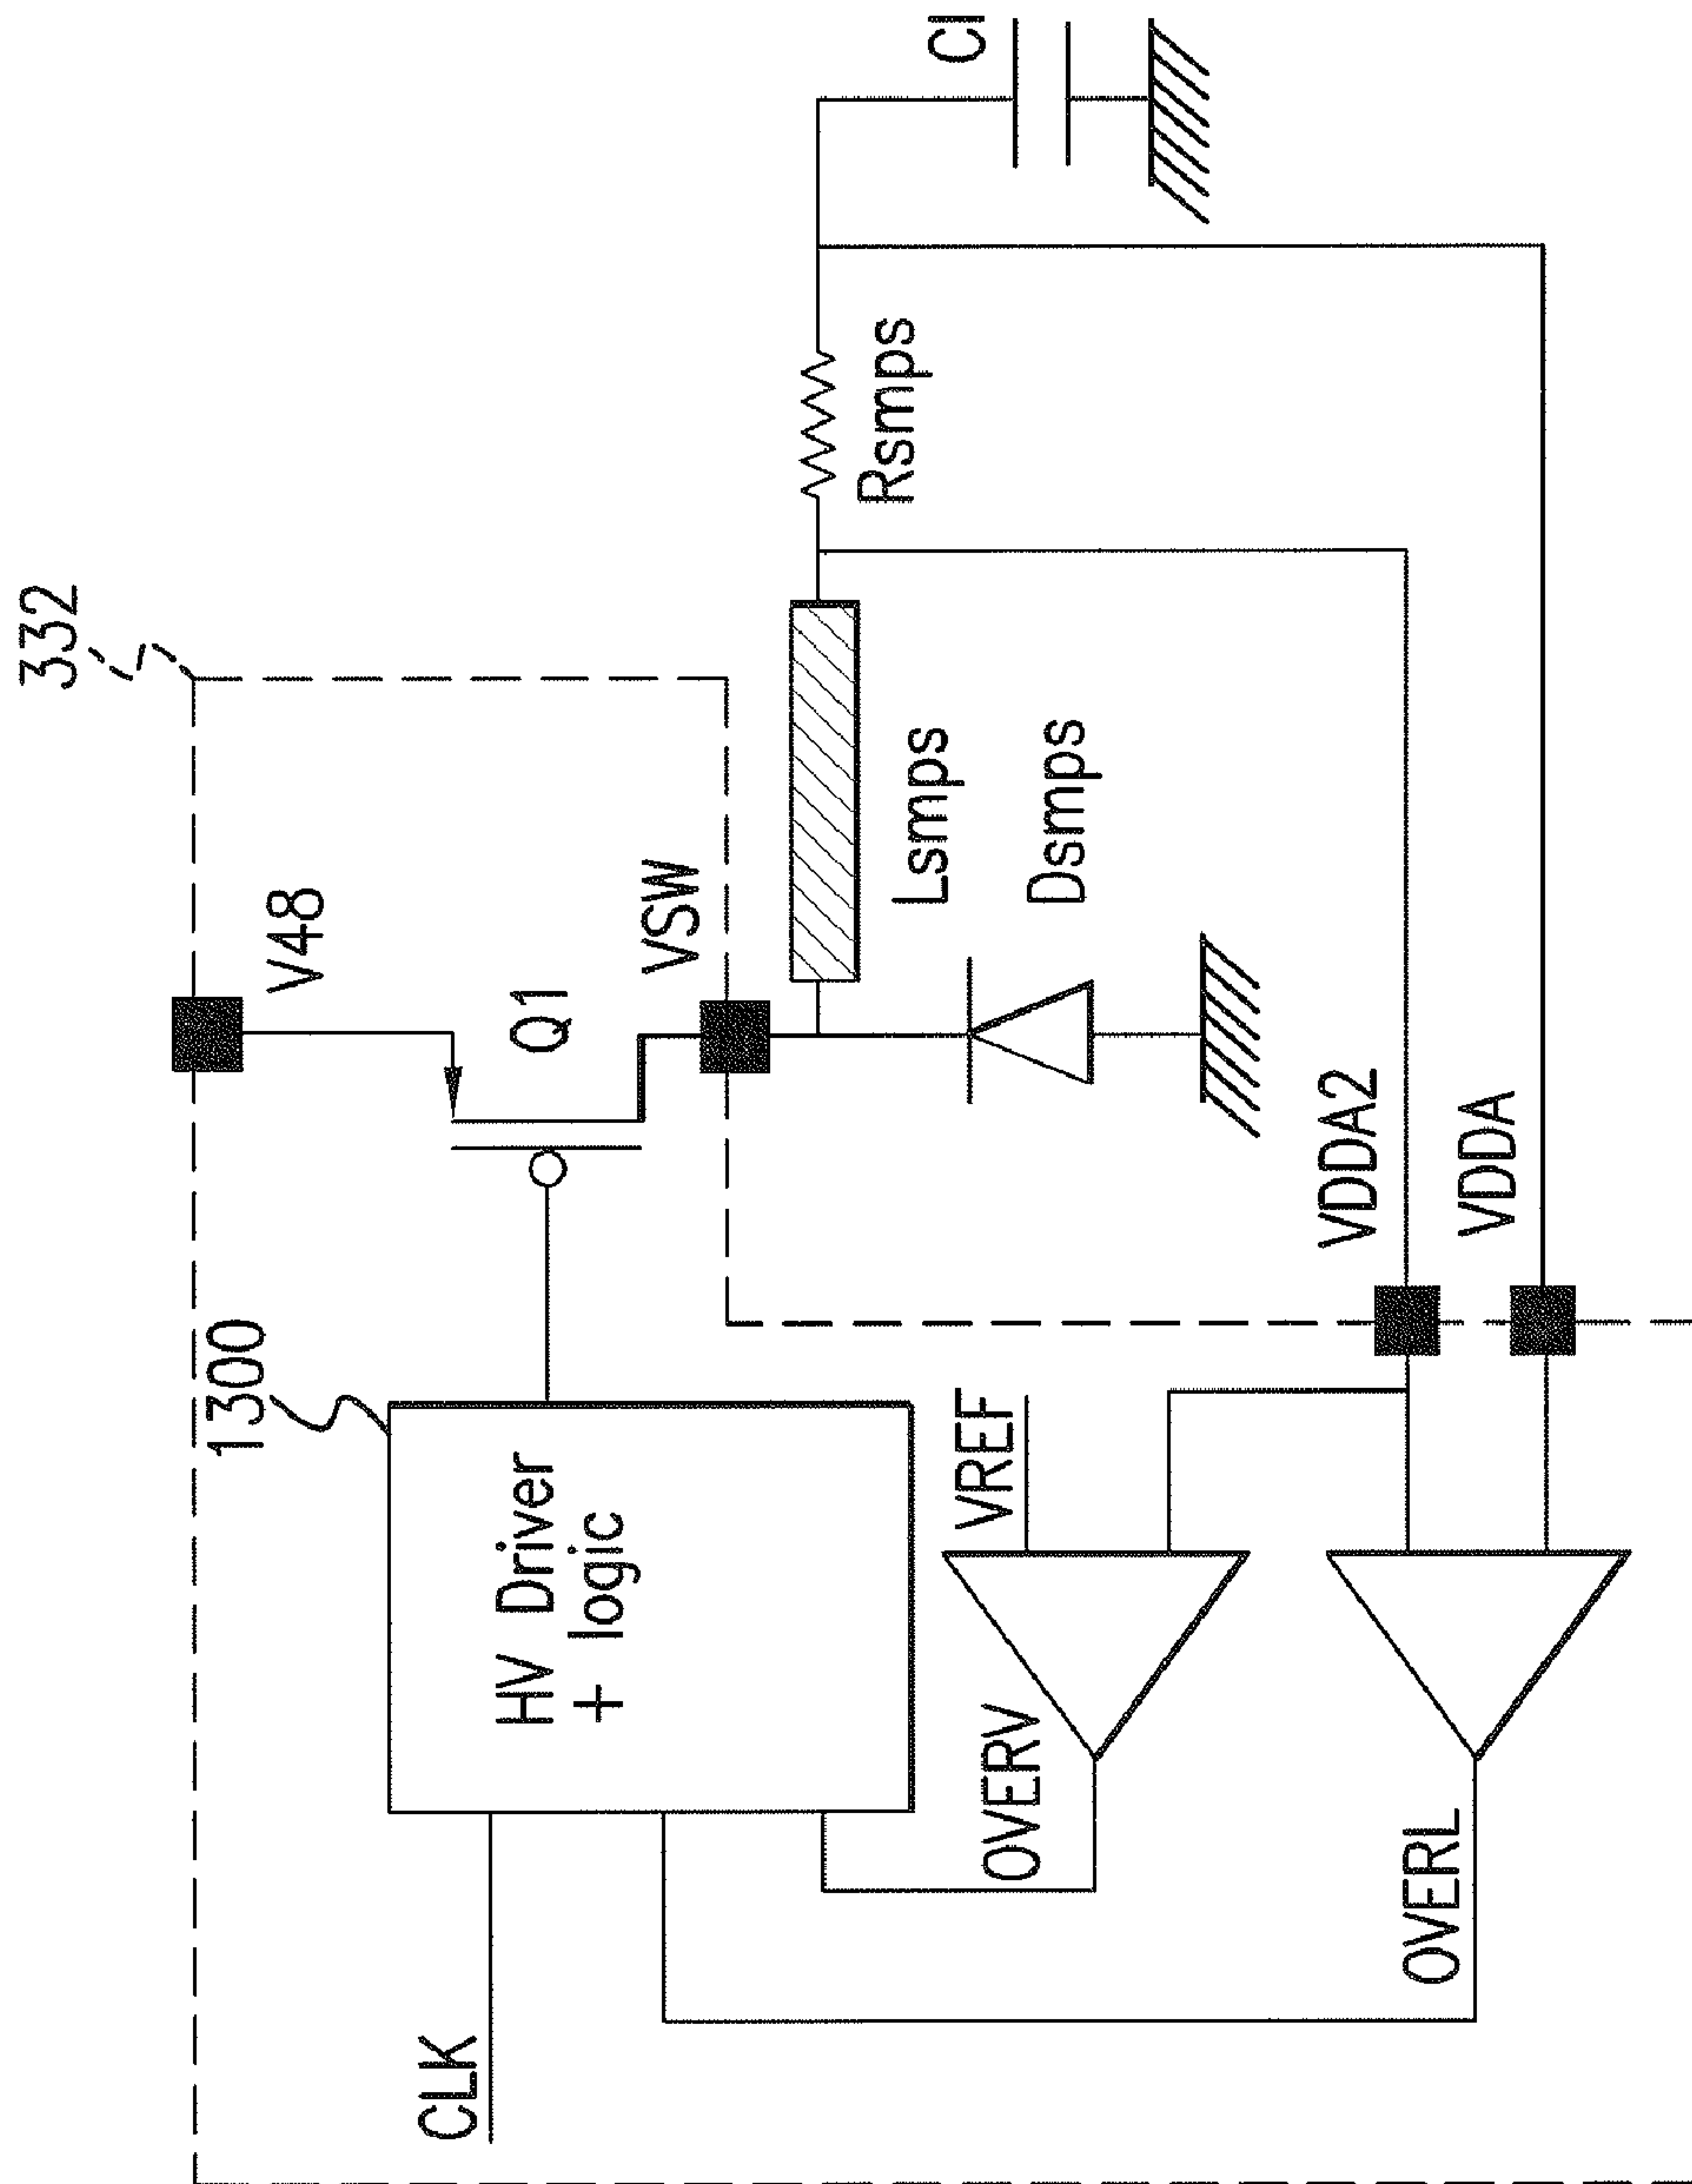 332
V48
1300
Q1
HV Driver
+ logic
CLK
VSW
Rsmps
Lsmps
Dsmps
VREF
OVERV
VDDA2
VDDA
OVERL